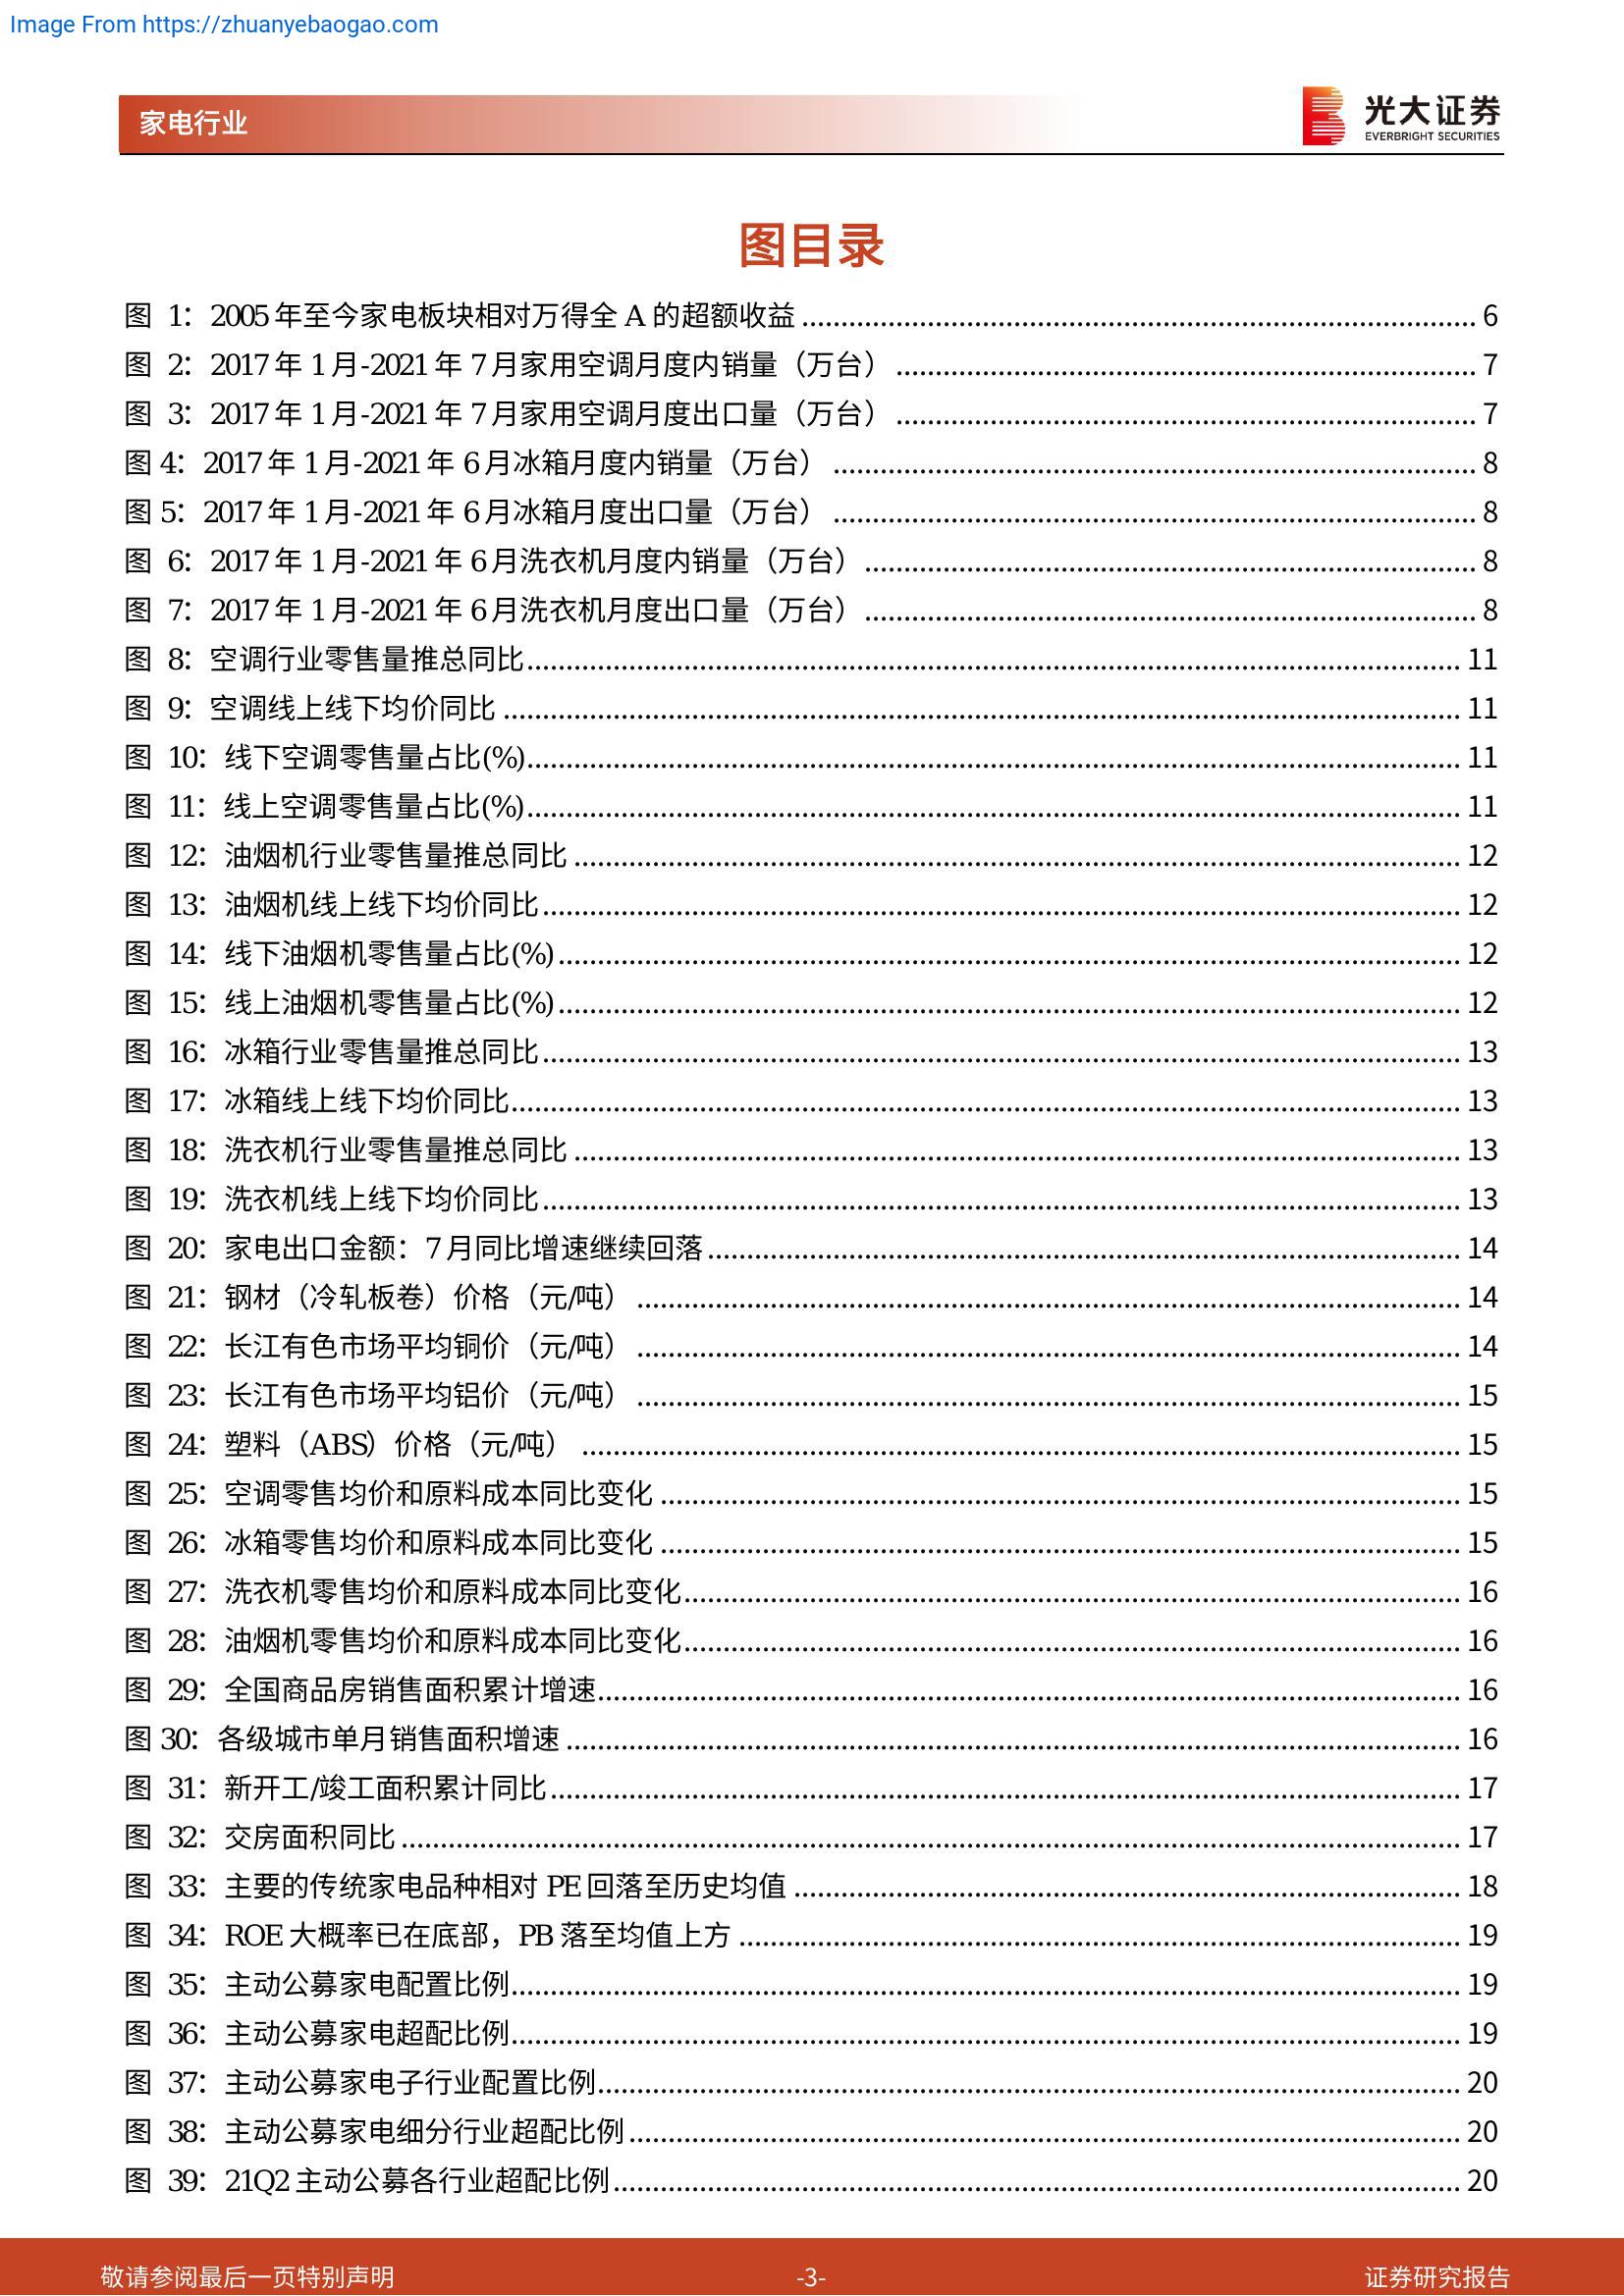 Image From https://zhuanyebaogao.com
家电行业
光大证券
EVERBRIGHT SECURITIES
图目录
图 1：2005 年至今家电板块相对万得全 A 的超额收益 6
图 2：2017 年 1 月-2021 年 7 月家用空调月度内销量（万台） 7
图 3：2017 年 1 月-2021 年 7 月家用空调月度出口量（万台） 7
图 4：2017 年 1 月-2021 年 6 月冰箱月度内销量（万台） 8
图 5：2017 年 1 月-2021 年 6 月冰箱月度出口量（万台） 8
图 6：2017 年 1 月-2021 年 6 月洗衣机月度内销量（万台） 8
图 7：2017 年 1 月-2021 年 6 月洗衣机月度出口量（万台） 8
图 8：空调行业零售量推总同比 11
图 9：空调线上线下均价同比 11
图 10：线下空调零售量占比(%) 11
图 11：线上空调零售量占比(%) 11
图 12：油烟机行业零售量推总同比 12
图 13：油烟机线上线下均价同比 12
图 14：线下油烟机零售量占比(%) 12
图 15：线上油烟机零售量占比(%) 12
图 16：冰箱行业零售量推总同比 13
图 17：冰箱线上线下均价同比 13
图 18：洗衣机行业零售量推总同比 13
图 19：洗衣机线上线下均价同比 13
图 20：家电出口金额：7 月同比增速继续回落 14
图 21：钢材（冷轧板卷）价格（元/吨） 14
图 22：长江有色市场平均铜价（元/吨） 14
图 23：长江有色市场平均铝价（元/吨） 15
图 24：塑料（ABS）价格（元/吨） 15
图 25：空调零售均价和原料成本同比变化 15
图 26：冰箱零售均价和原料成本同比变化 15
图 27：洗衣机零售均价和原料成本同比变化 16
图 28：油烟机零售均价和原料成本同比变化 16
图 29：全国商品房销售面积累计增速 16
图 30：各级城市单月销售面积增速 16
图 31：新开工/竣工面积累计同比 17
图 32：交房面积同比 17
图 33：主要的传统家电品种相对 PE 回落至历史均值 18
图 34：ROE 大概率已在底部，PB 落至均值上方 19
图 35：主动公募家电配置比例 19
图 36：主动公募家电超配比例 19
图 37：主动公募家电子行业配置比例 20
图 38：主动公募家电细分行业超配比例 20
图 39：21Q2 主动公募各行业超配比例 20
敬请参阅最后一页特别声明 -3- 证券研究报告